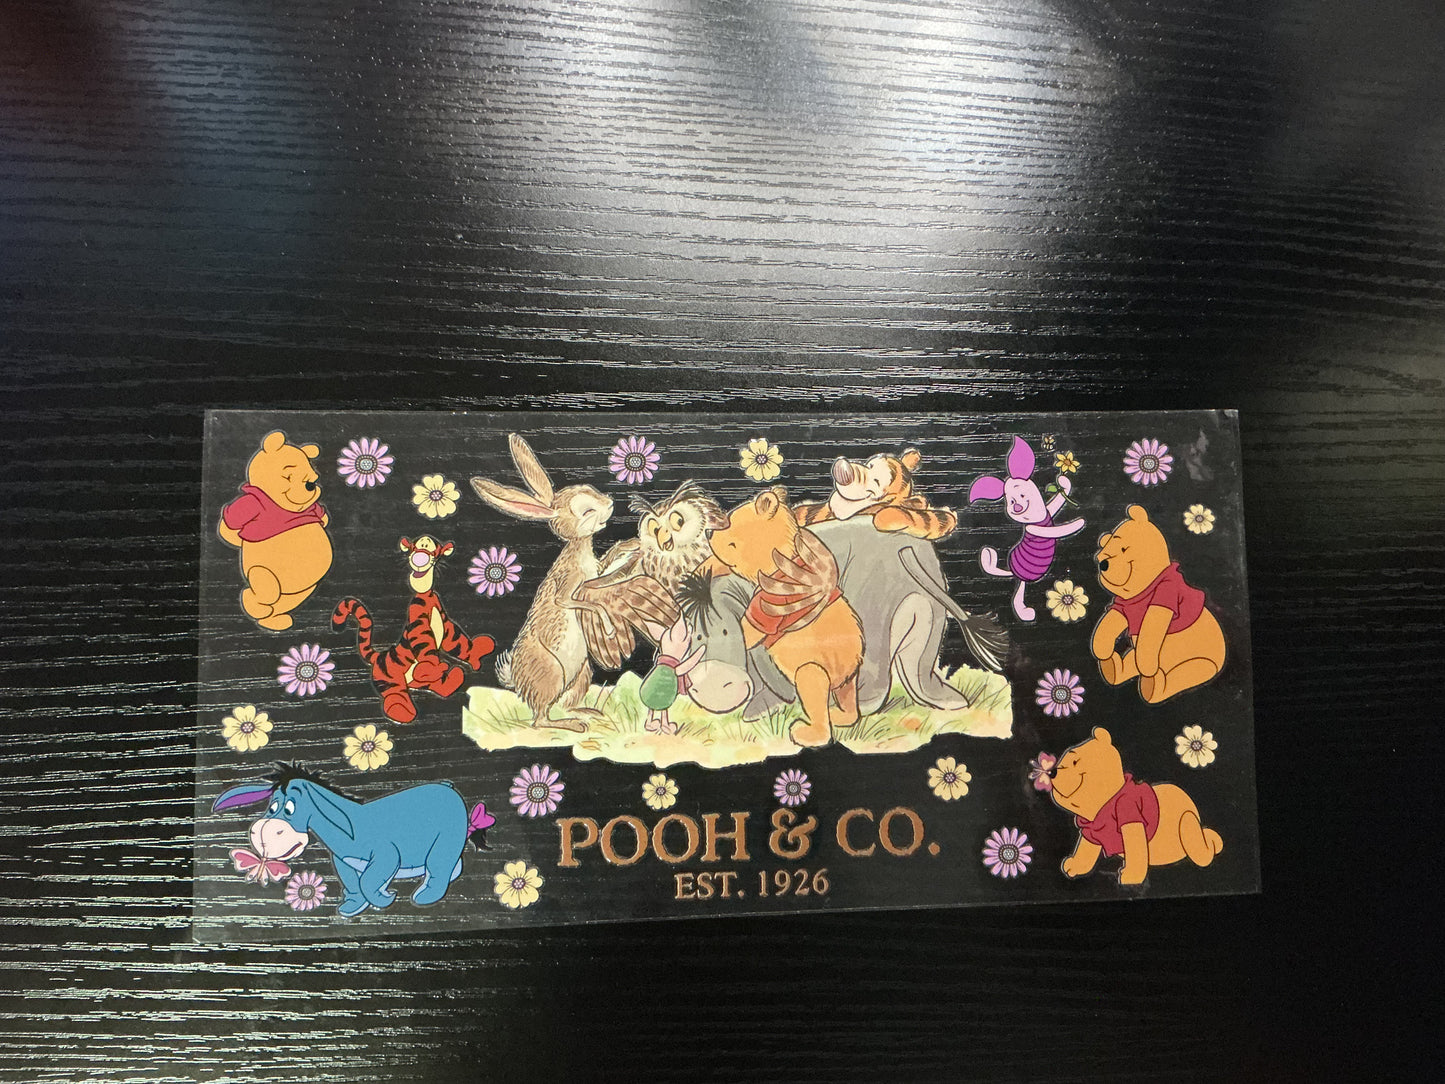 POOH & CO.
EST. 1926